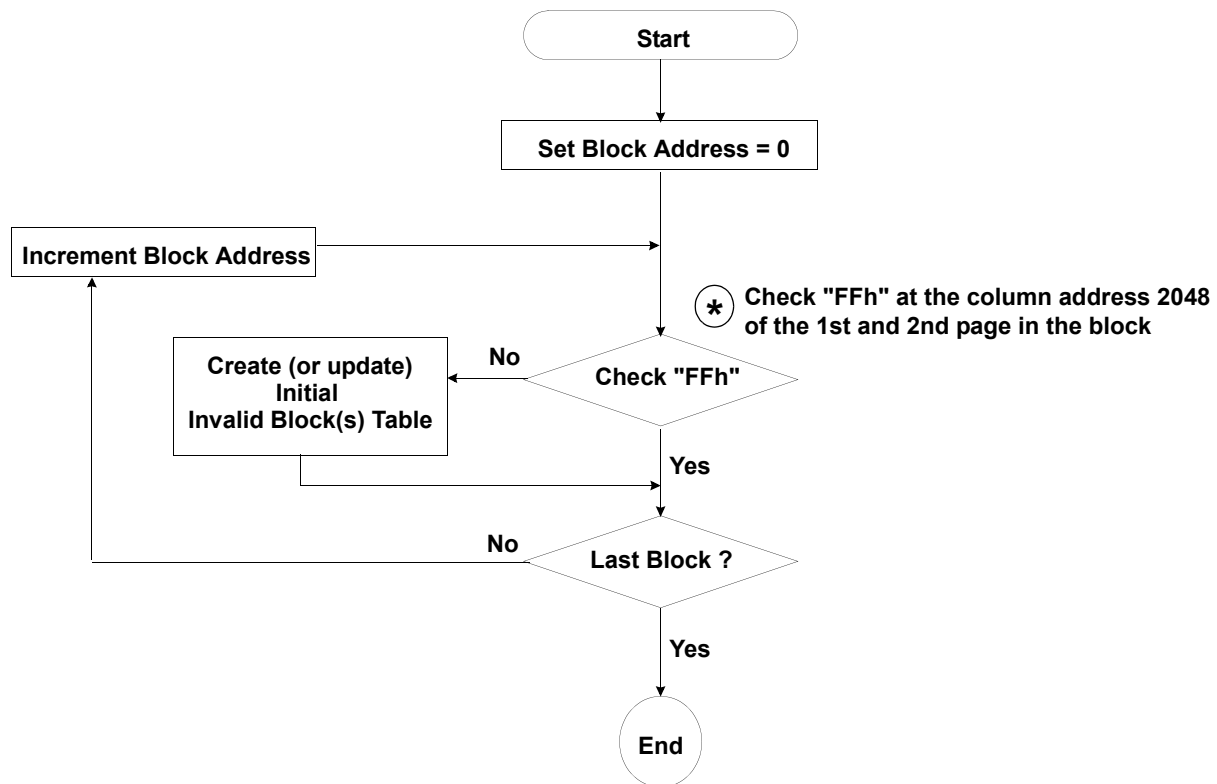 Start
Set Block Address = 0
Increment Block Address
* Check "FFh" at the column address 2048
of the 1st and 2nd page in the block
No
Create (or update)
Initial
Invalid Block(s) Table
Check "FFh"
Yes
No
Last Block ?
Yes
End